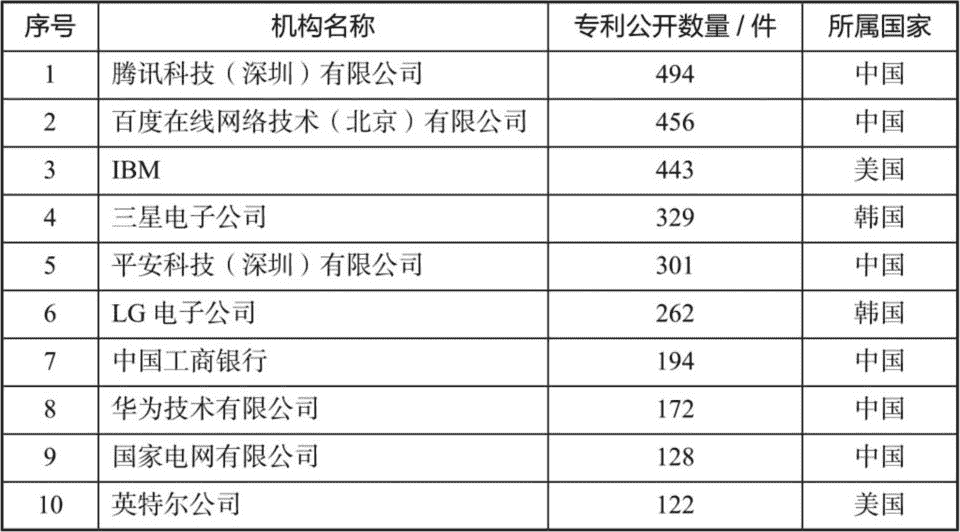 序号 机构名称 专利公开数量 / 件 所属国家
1 腾讯科技（深圳）有限公司 494 中国
2 百度在线网络技术（北京）有限公司 456 中国
3 IBM 443 美国
4 三星电子公司 329 韩国
5 平安科技（深圳）有限公司 301 中国
6 LG 电子公司 262 韩国
7 中国工商银行 194 中国
8 华为技术有限公司 172 中国
9 国家电网有限公司 128 中国
10 英特尔公司 122 美国